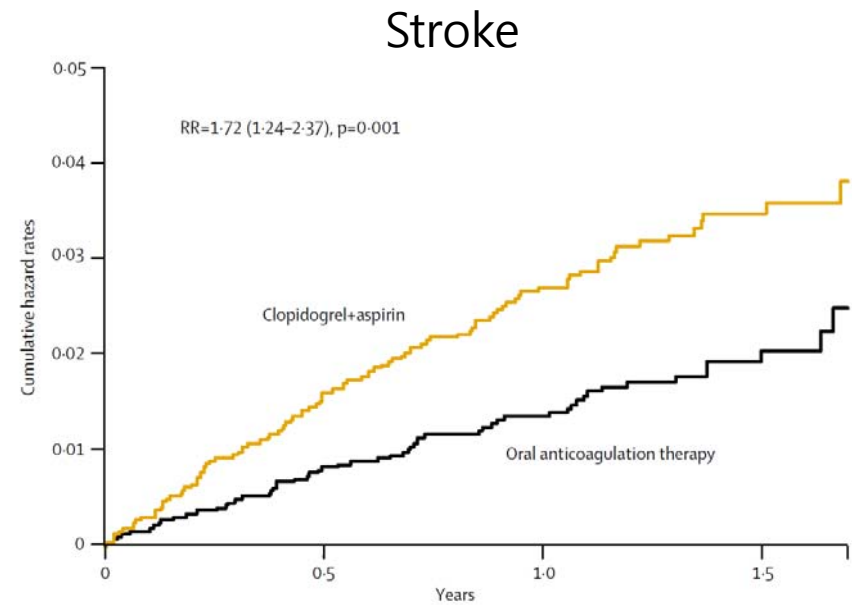 Stroke
0·05
RR=1·72 (1·24–2·37), p=0·001
0·04
0·03
Clopidogrel+aspirin
0·02
0·01
Oral anticoagulation therapy
0
Cumulative hazard rates
0 0·5 1·0 1·5
Years